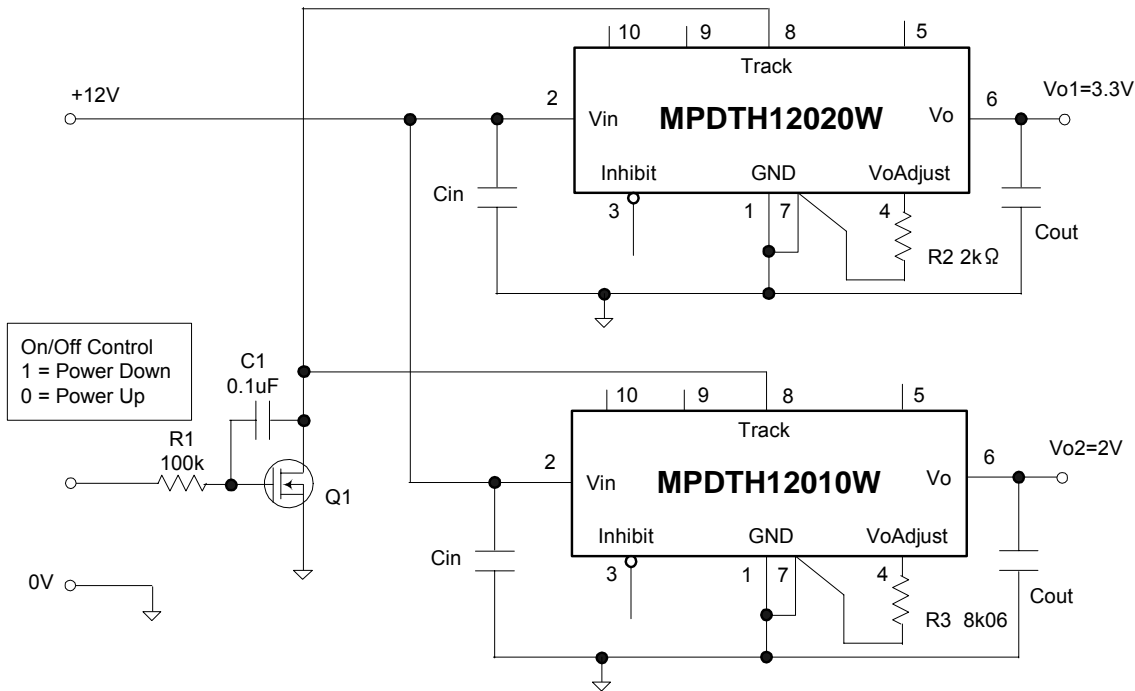 10 9 8 5
Track
+12V
2
Vin
MPDTH12020W
Vo
6
Vo1=3.3V
Inhibit GND VoAdjust
3 1 7 4
Cin
R2 2kΩ
Cout
On/Off Control
1 = Power Down
0 = Power Up
C1
0.1uF
10 9 8 5
Track
R1
100k
Q1
2
Vin
MPDTH12010W
Vo
6
Vo2=2V
Inhibit GND VoAdjust
3 1 7 4
Cin
0V
R3 8k06
Cout